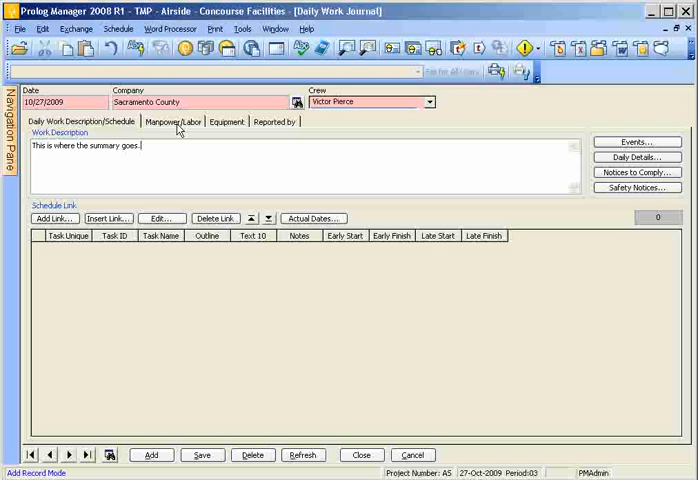 Prolog Manager 2008 R1 - TMP - Airside - Concourse Facilities - [Daily Work Journal]
File Edit Exchange Schedule Word Processor Print Tools Window Help
Date Company Crew
10/27/2009 Sacramento County Victor Pierce
Navigation Pane
Daily Work Description/Schedule Manpower/Labor Equipment Reported by
Work Description
This is where the summary goes.
Events...
Daily Details...
Notices to Comply...
Safety Notices...
Schedule Link
Add Link... Insert Link... Edit... Delete Link Actual Dates... 0
Task Unique Task ID Task Name Outline Text 10 Notes Early Start Early Finish Late Start Late Finish
Add Save Delete Refresh Close Cancel
Add Record Mode Project Number: A5 27-Oct-2009 Period:03 PMAdmin